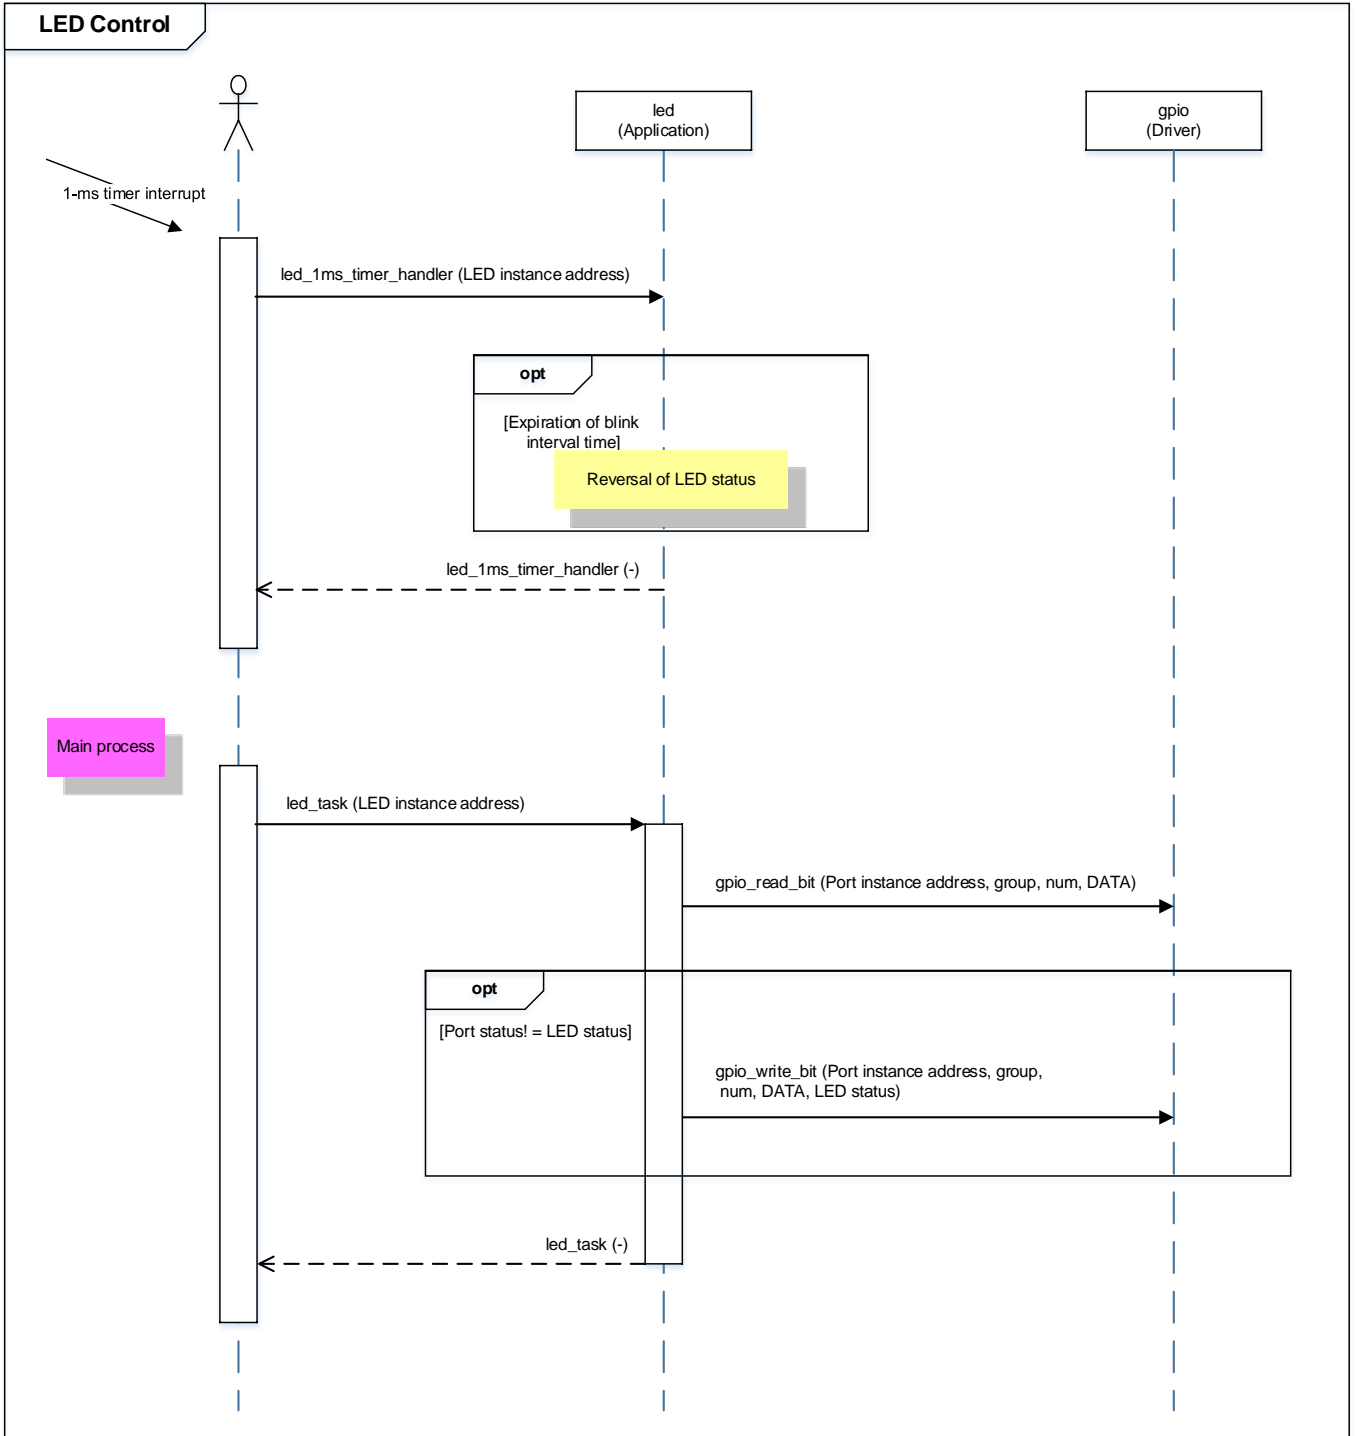 LED Control
led
(Application)
gpio
(Driver)
1-ms timer interrupt
led_1ms_timer_handler (LED instance address)
opt
[Expiration of blink
interval time]
Reversal of LED status
led_1ms_timer_handler (-)
Main process
led_task (LED instance address)
gpio_read_bit (Port instance address, group, num, DATA)
opt
[Port status! = LED status]
gpio_write_bit (Port instance address, group,
num, DATA, LED status)
led_task (-)